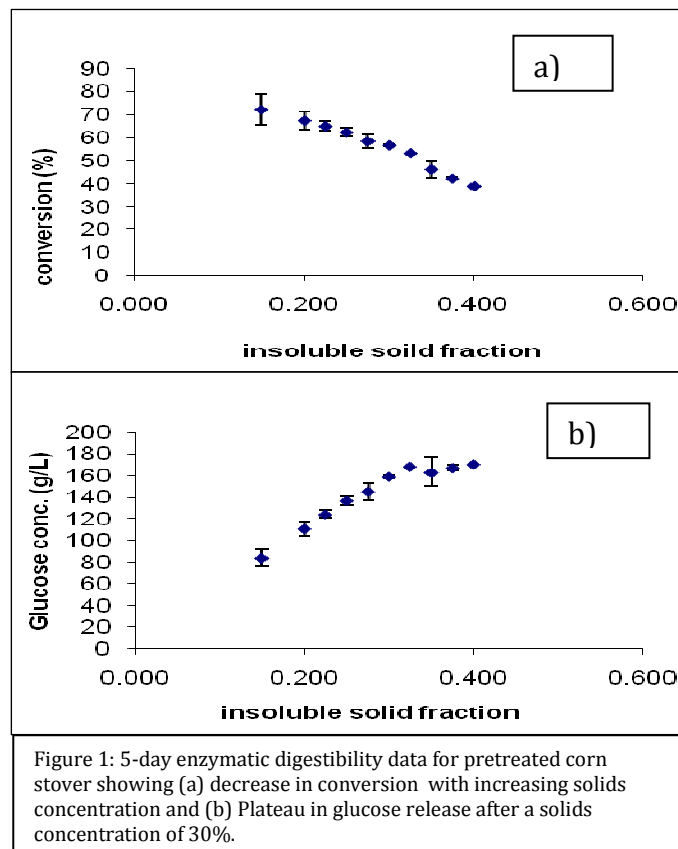 a)
90
80
70
60
50
40
30
20
10
0
conversion (%)
0.000 0.200 0.400 0.600
insoluble soild fraction
b)
200
180
160
140
120
100
80
60
40
20
0
Glucose conc. (g/L)
0.000 0.200 0.400 0.600
insoluble solid fraction
Figure 1: 5-day enzymatic digestibility data for pretreated corn
stover showing (a) decrease in conversion with increasing solids
concentration and (b) Plateau in glucose release after a solids
concentration of 30%.